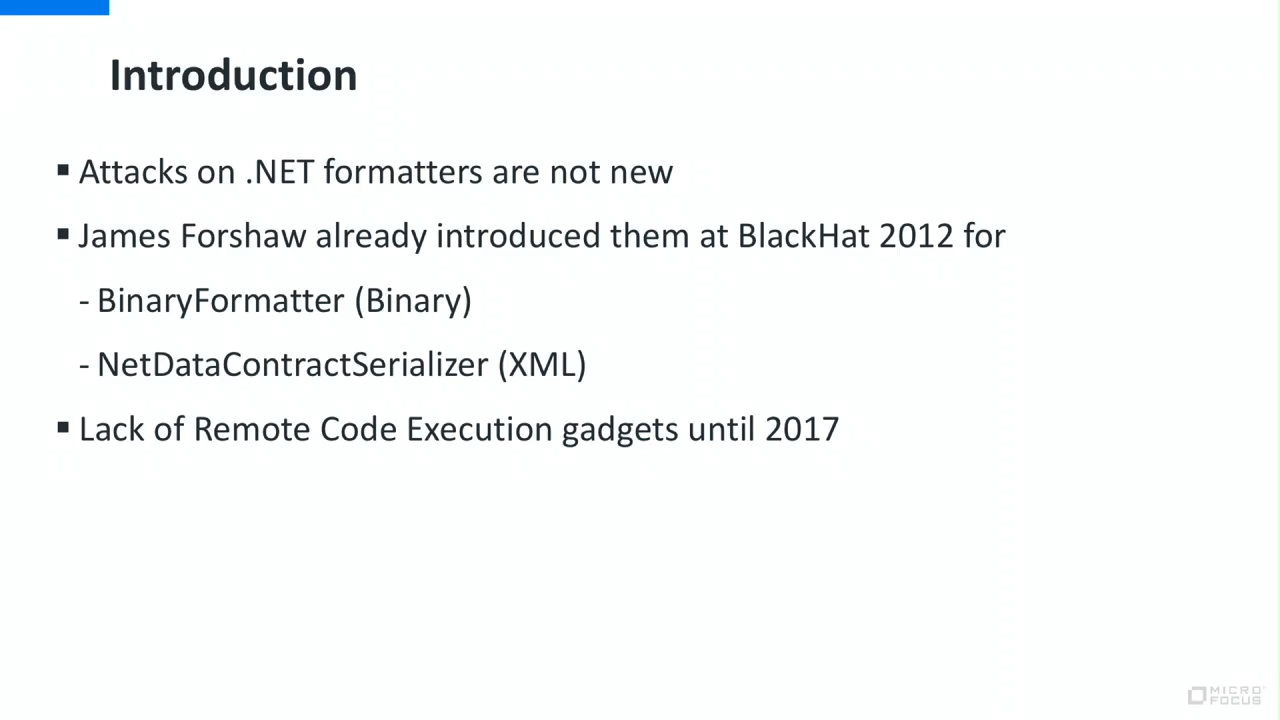 Introduction
▪ Attacks on .NET formatters are not new
▪ James Forshaw already introduced them at BlackHat 2012 for
- BinaryFormatter (Binary)
- NetDataContractSerializer (XML)
▪ Lack of Remote Code Execution gadgets until 2017
MICRO
FOCUS